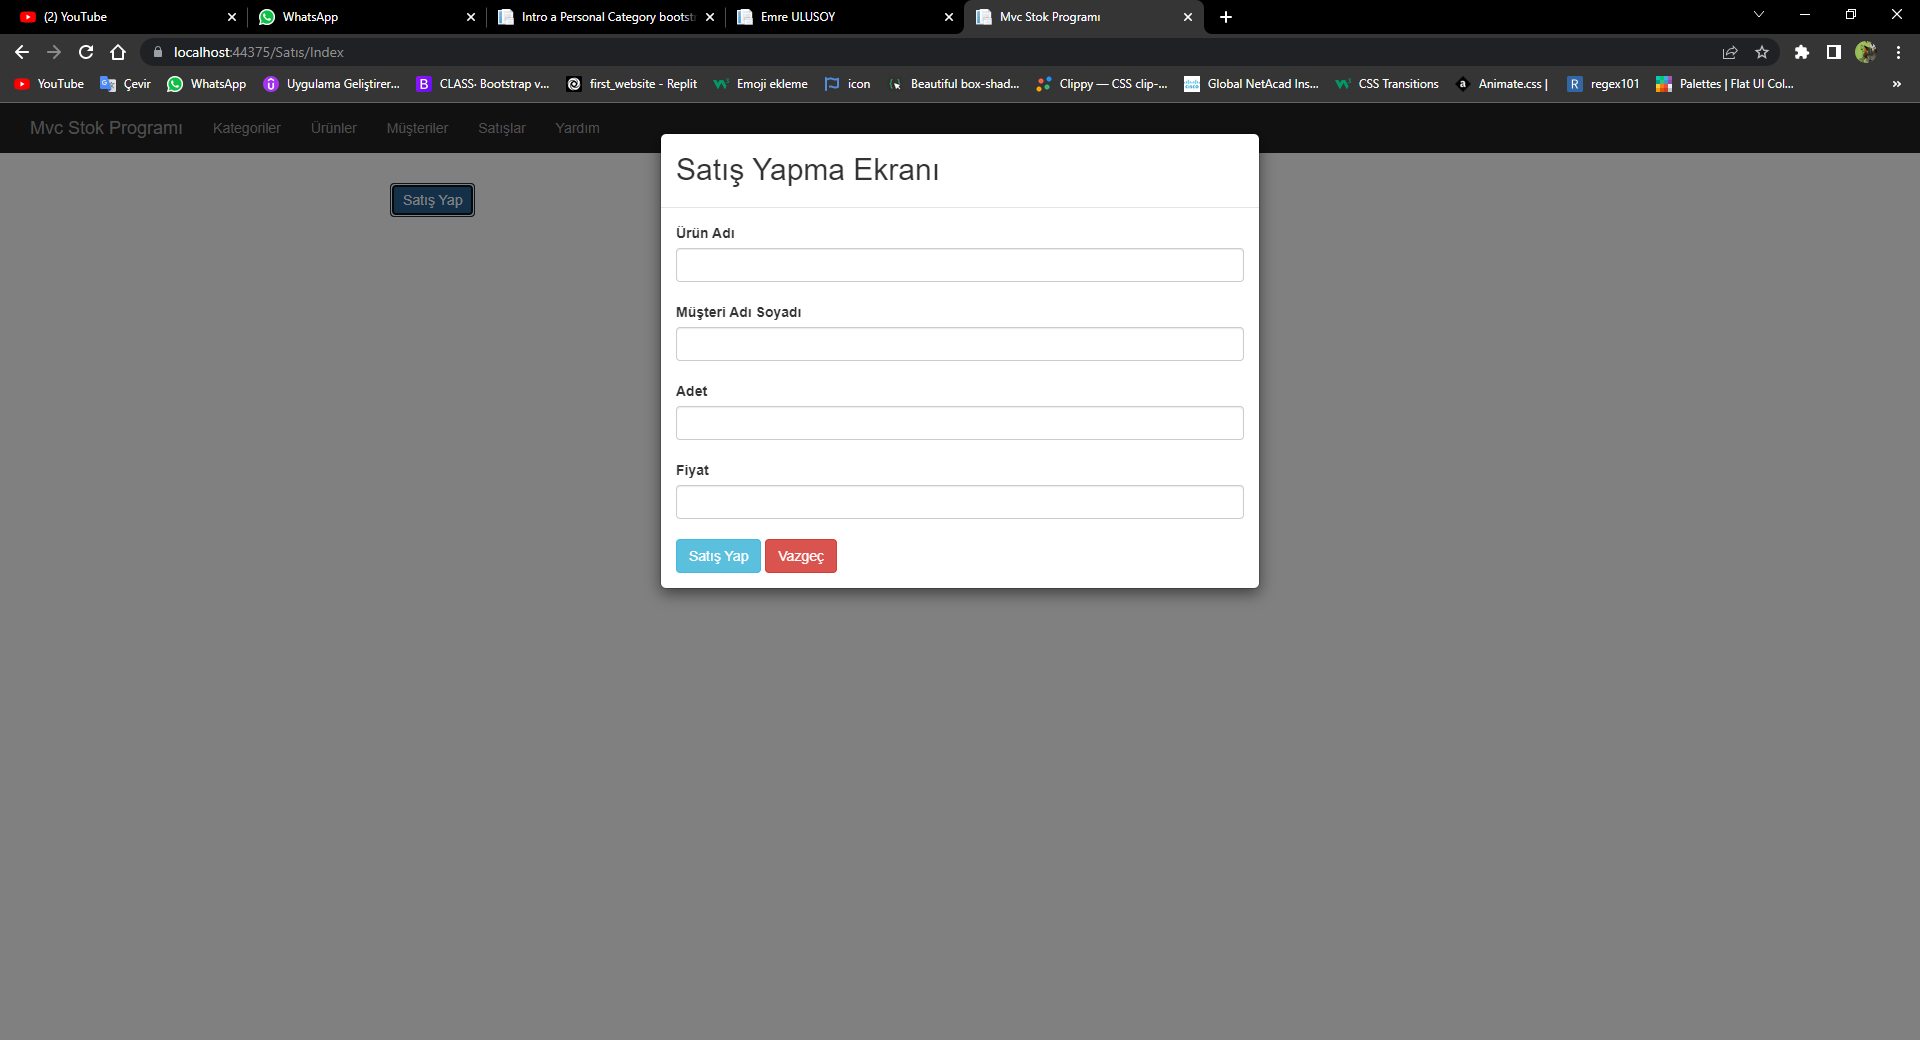 (2) YouTube
WhatsApp
Intro a Personal Category bootst
Emre ULUSOY
Mvc Stok Programı
localhost:44375/Satıs/Index
YouTube
Çevir
WhatsApp
Uygulama Geliştirer...
CLASS· Bootstrap v...
first_website - Replit
Emoji ekleme
icon
Beautiful box-shad...
Clippy — CSS clip-...
Global NetAcad Ins...
CSS Transitions
Animate.css |
regex101
Palettes | Flat UI Col...
»
Mvc Stok Programı
Kategoriler
Ürünler
Müşteriler
Satışlar
Yardım
Satış Yap
Satış Yapma Ekranı
Ürün Adı
Müşteri Adı Soyadı
Adet
Fiyat
Satış Yap
Vazgeç